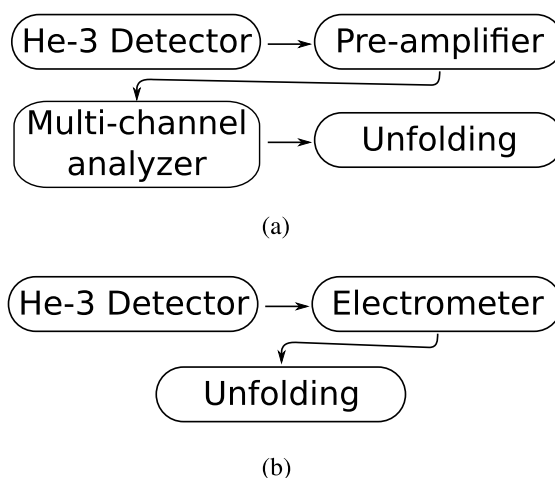 He-3 Detector
Pre-amplifier
Multi-channel
analyzer
Unfolding
(a)
He-3 Detector
Electrometer
Unfolding
(b)